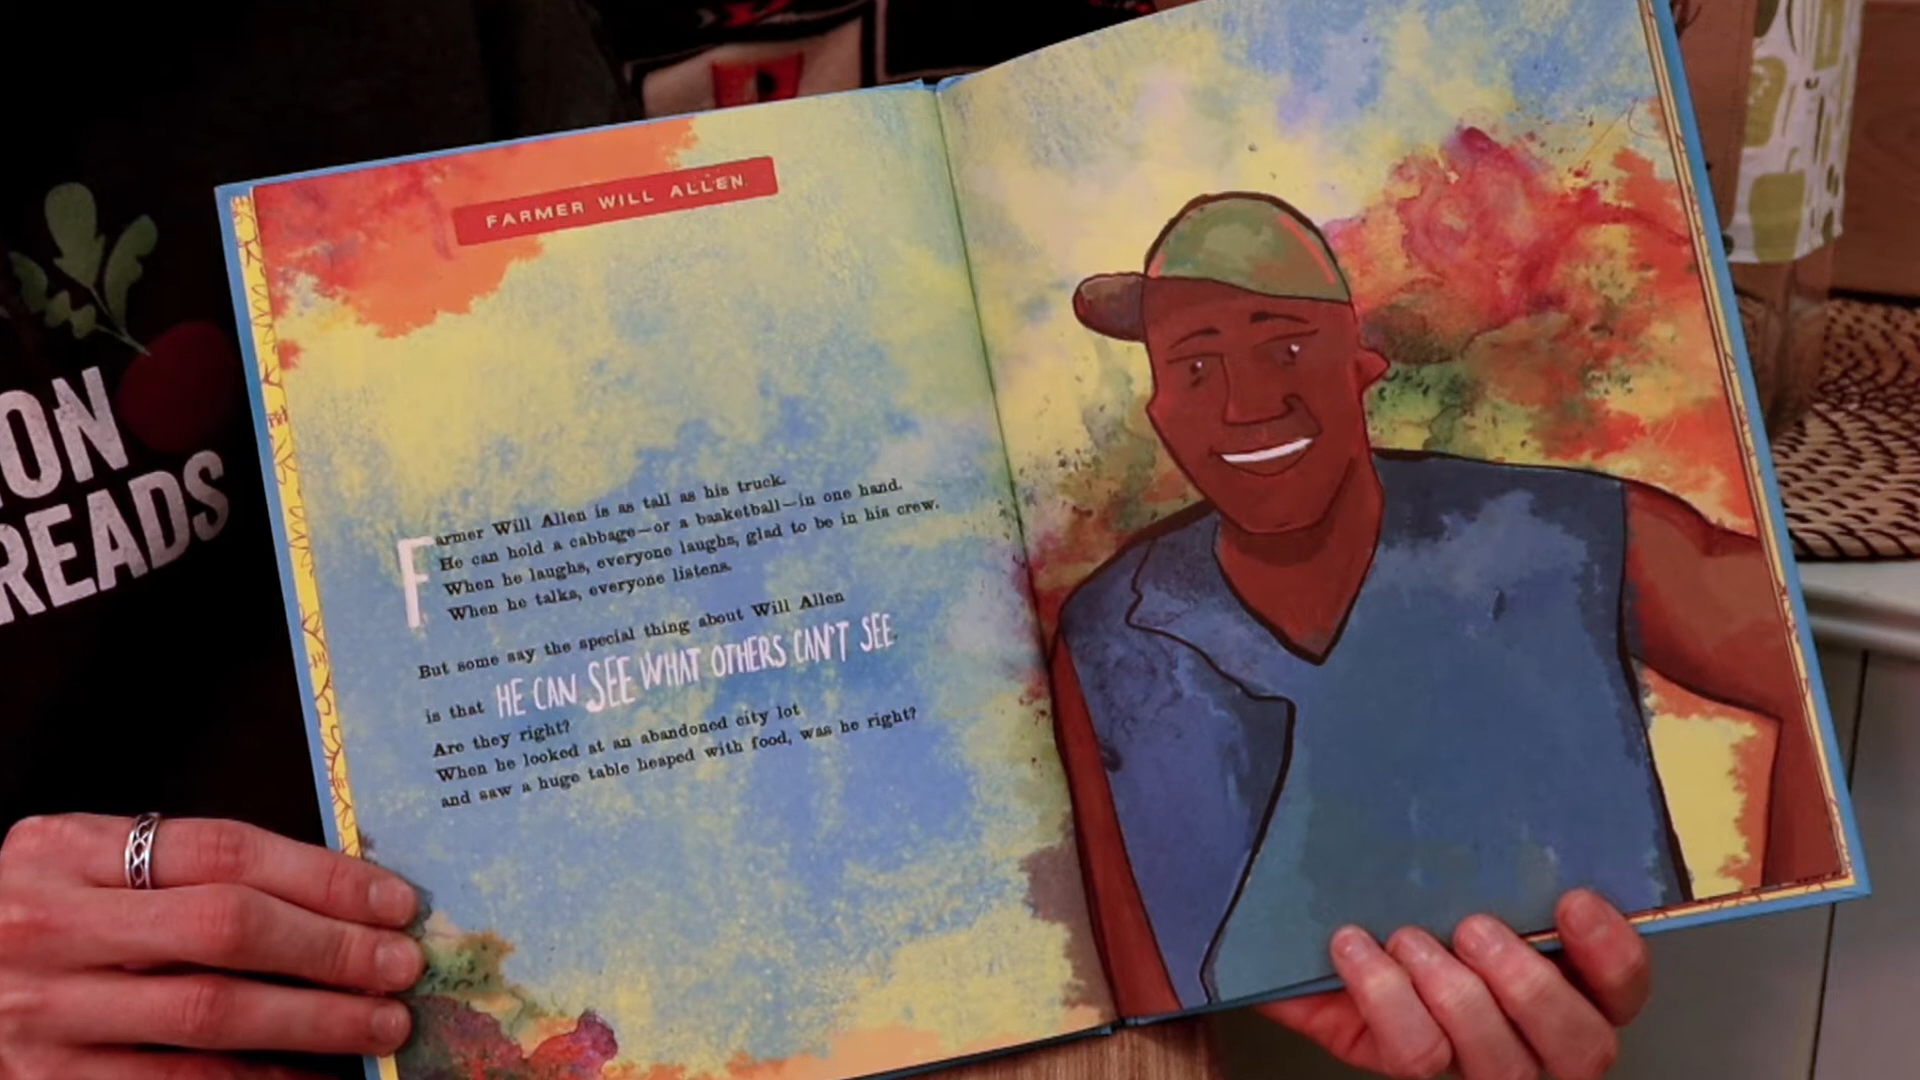 FARMER WILL ALLEN
Farmer Will Allen is as tall as his truck.
He can hold a cabbage—or a basketball—in one hand.
When he laughs, everyone laughs, glad to be in his crew.
When he talks, everyone listens.
But some say the special thing about Will Allen
is that HE CAN SEE WHAT OTHERS CAN'T SEE.
Are they right?
When he looked at an abandoned city lot
and saw a huge table heaped with food, was he right?
ON
READS